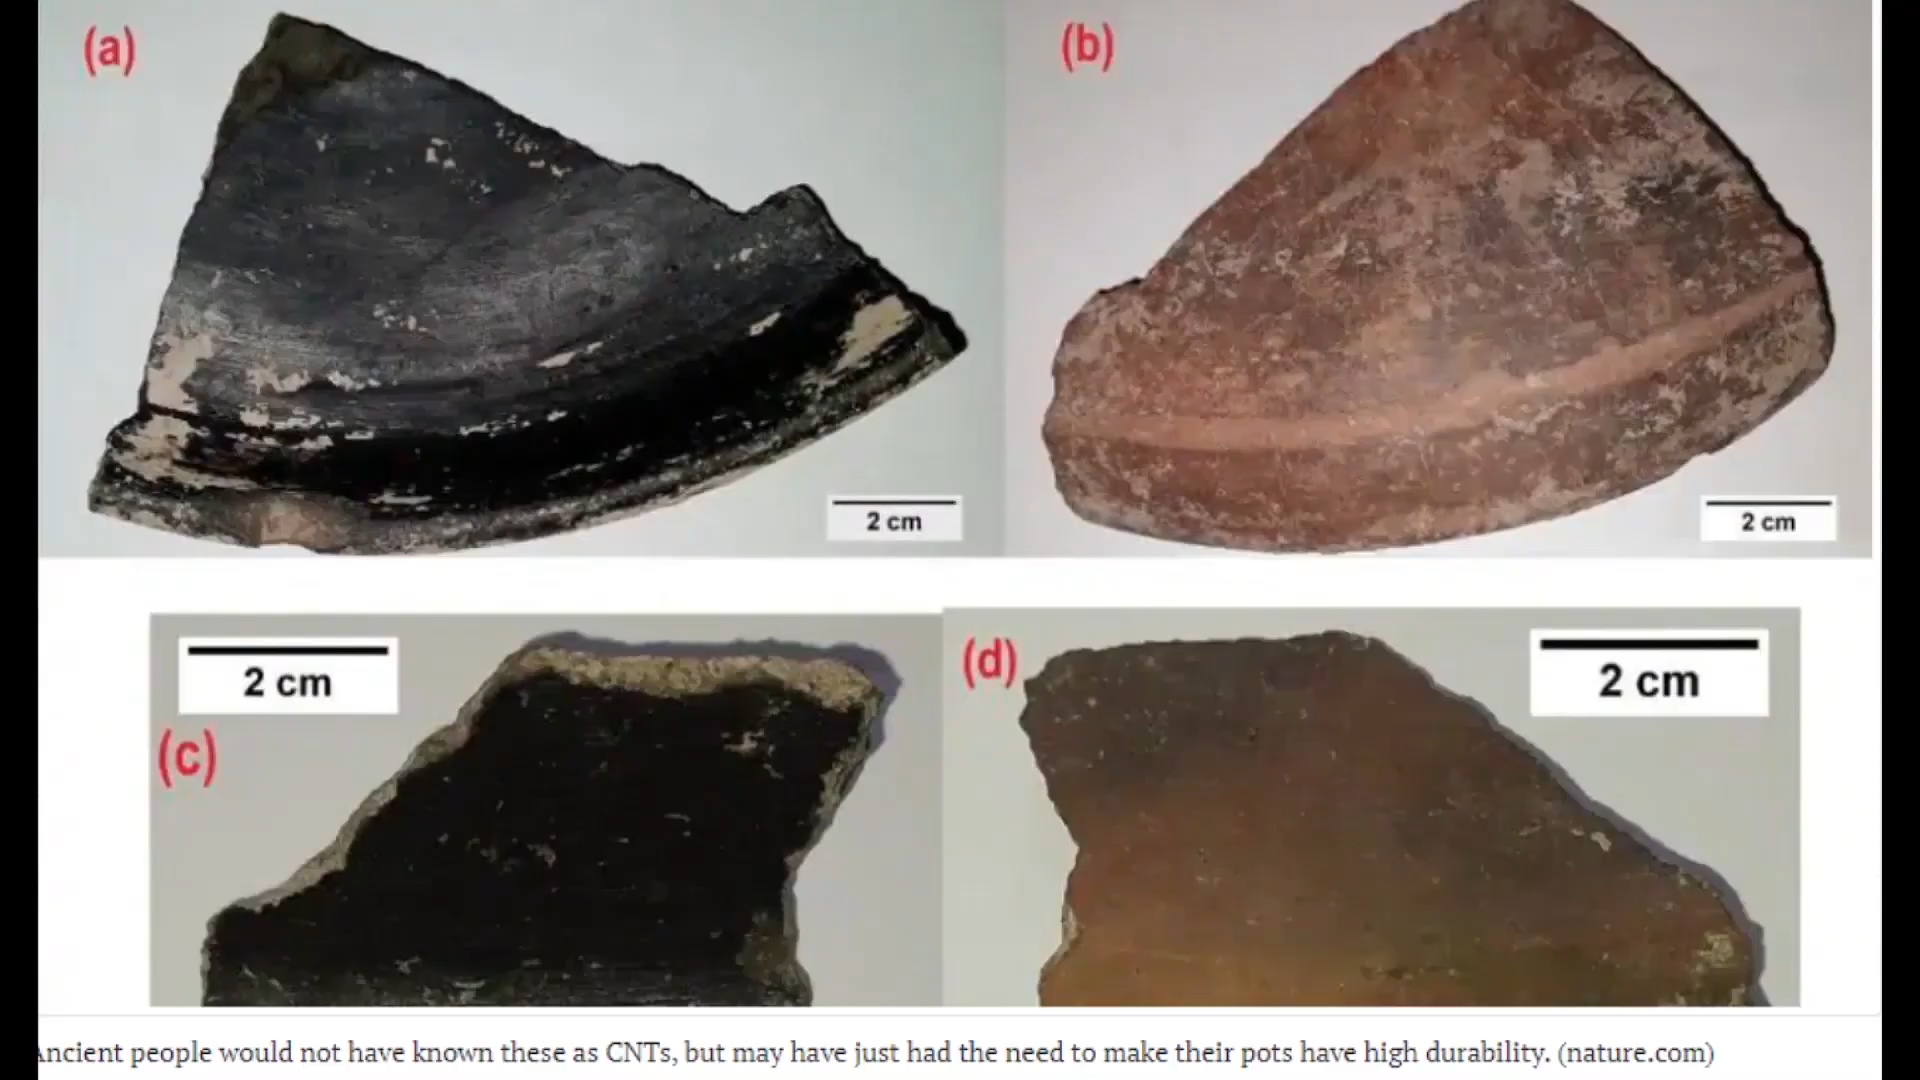 (a)
(b)
2 cm
2 cm
2 cm
(d)
2 cm
(c)
Ancient people would not have known these as CNTs, but may have just had the need to make their pots have high durability. (nature.com)